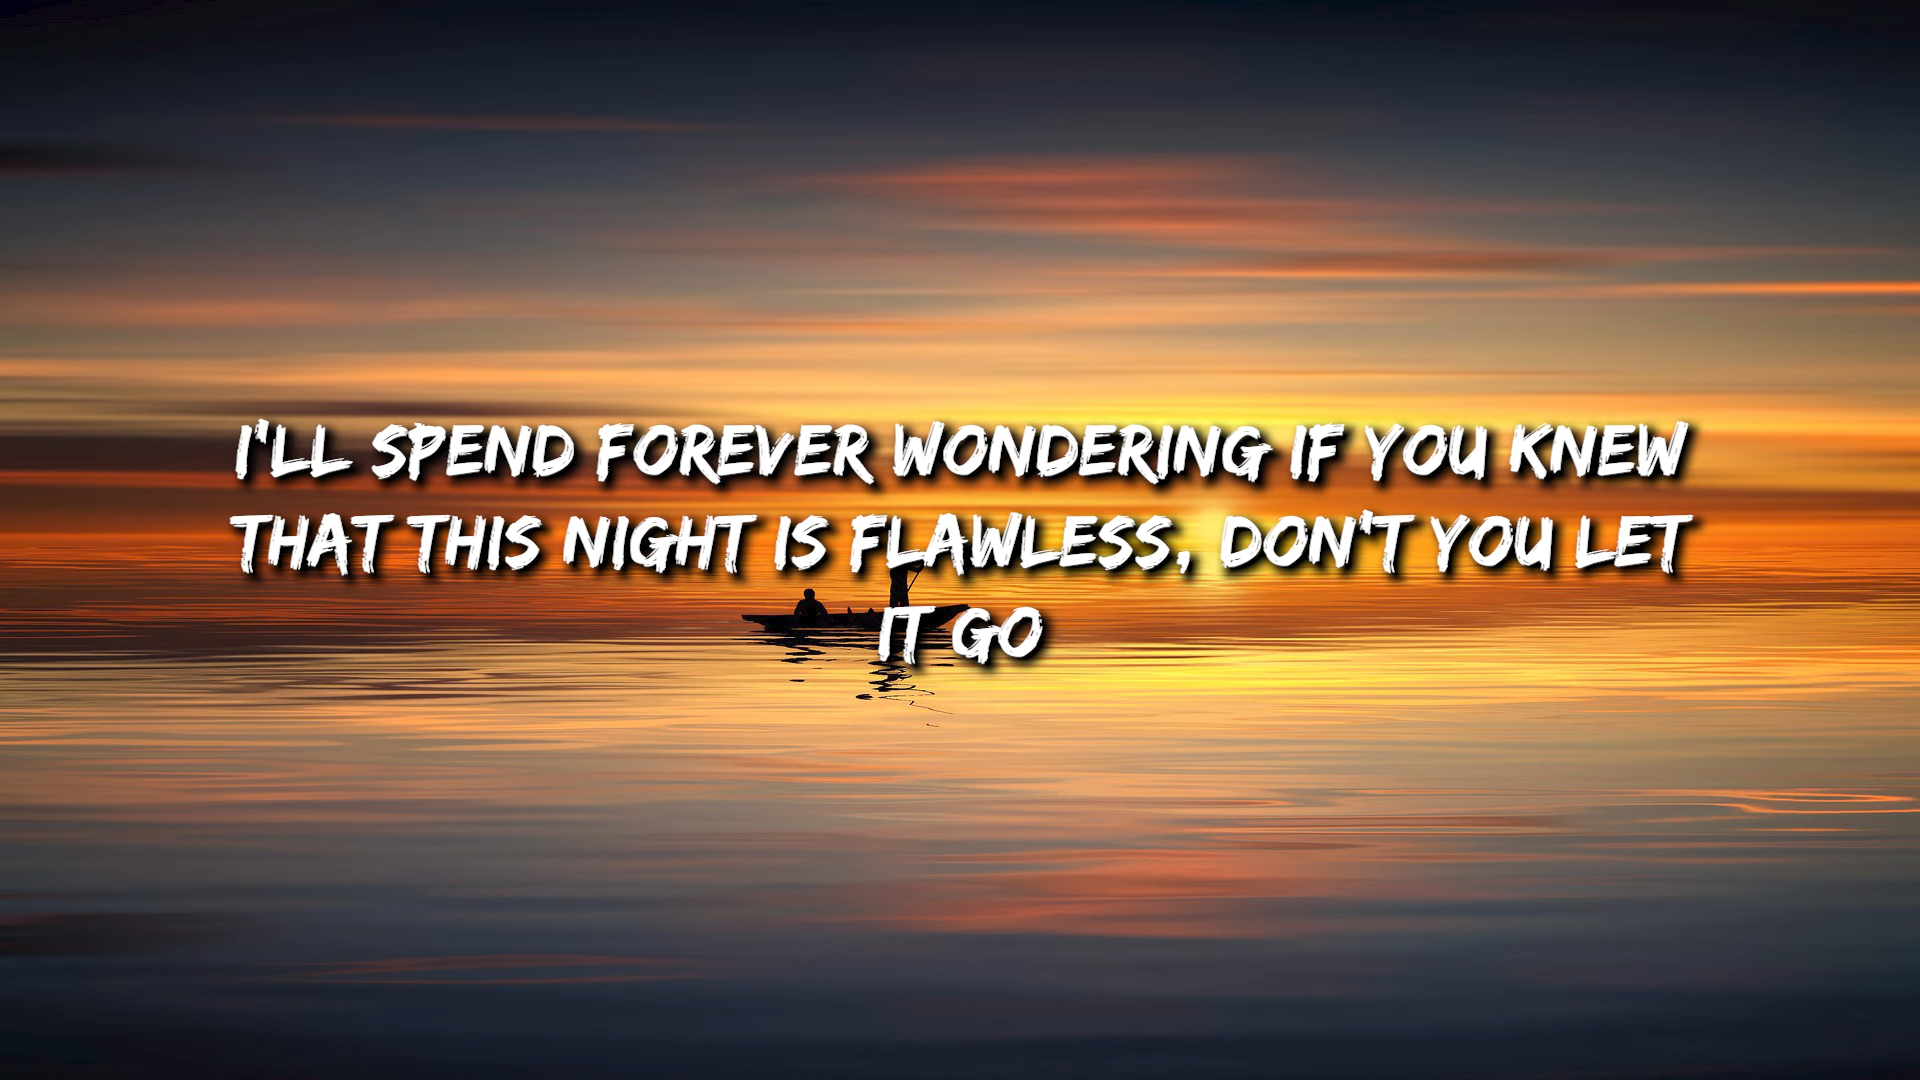 I'LL SPEND FOREVER WONDERING IF YOU KNEW
THAT THIS NIGHT IS FLAWLESS, DON'T YOU LET
IT GO